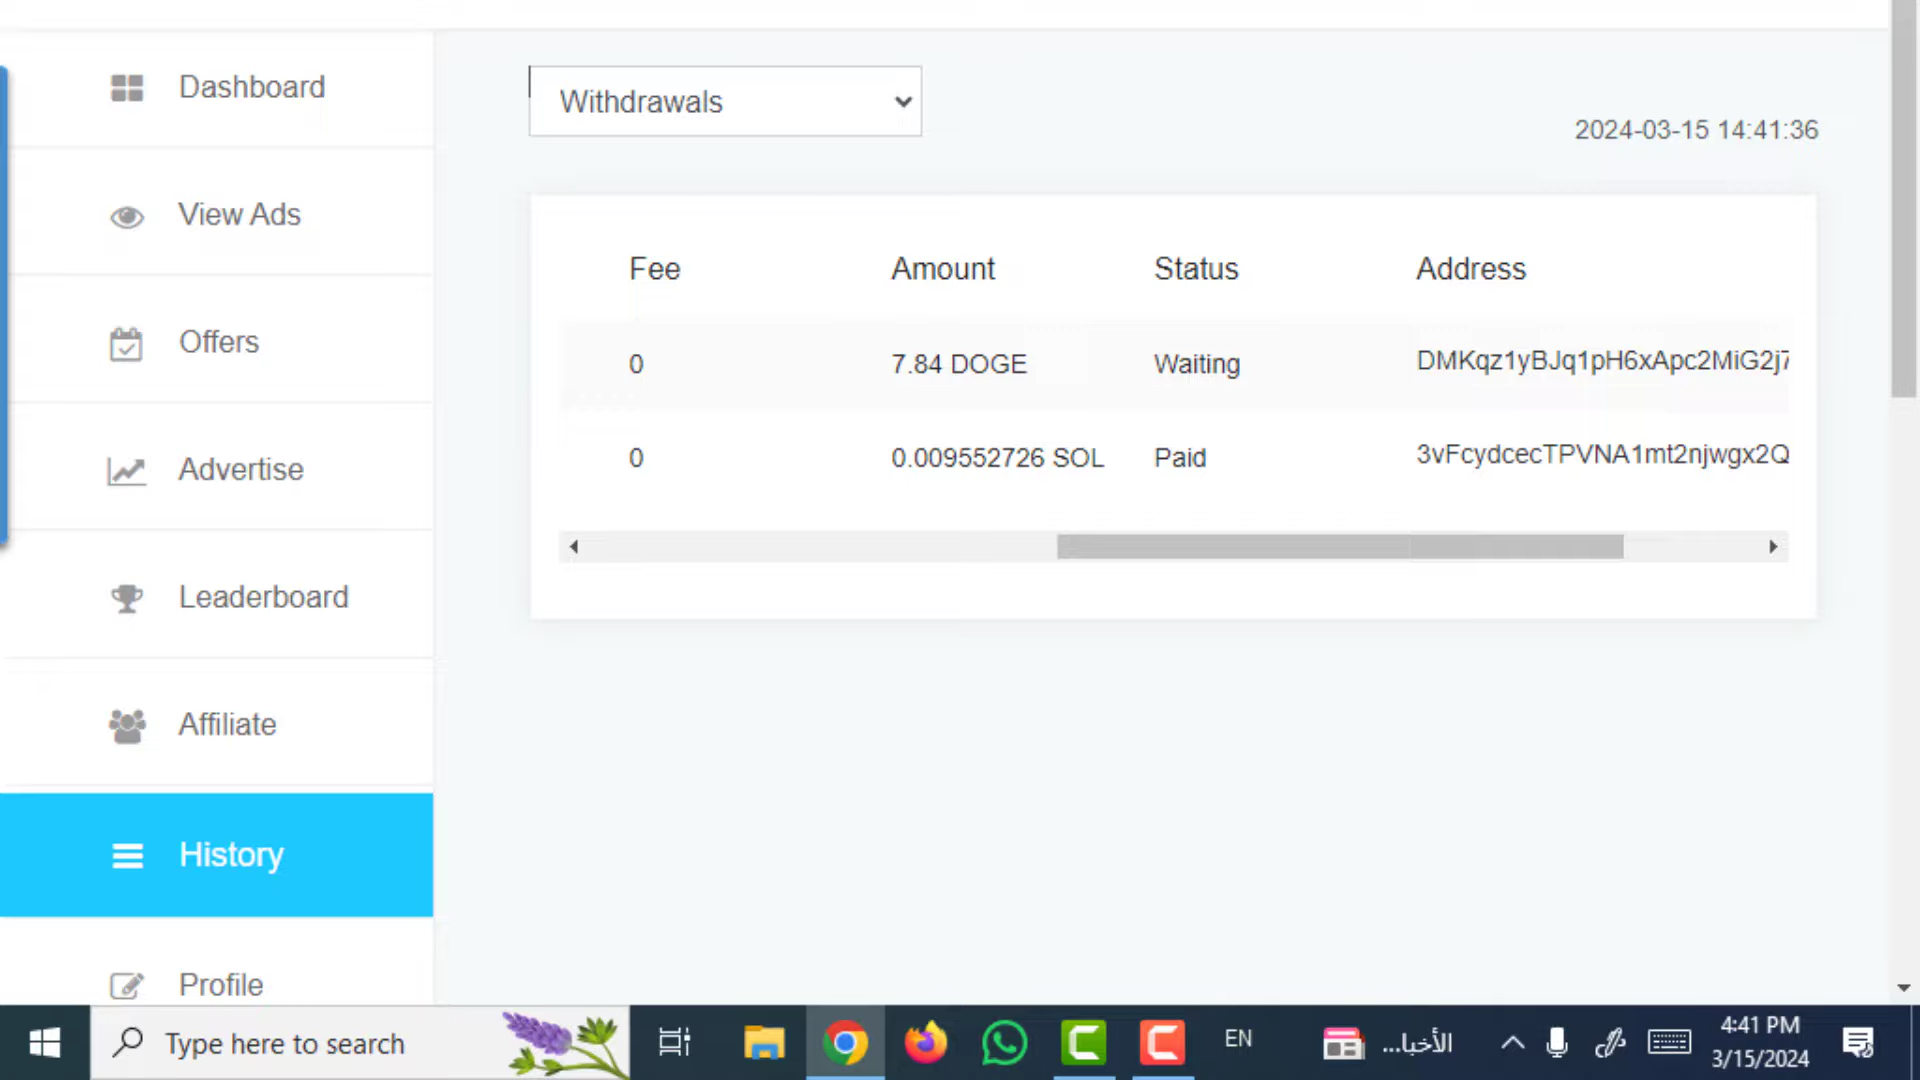 Dashboard
View Ads
Offers
Advertise
Leaderboard
Affiliate
History
Profile
Withdrawals
2024-03-15 14:41:36
Fee Amount Status Address
0 7.84 DOGE Waiting DMKqz1yBJq1pH6xApc2MiG2j7
0 0.009552726 SOL Paid 3vFcydcecTPVNA1mt2njwgx2Q
Type here to search
EN
الأخبا...
4:41 PM
3/15/2024